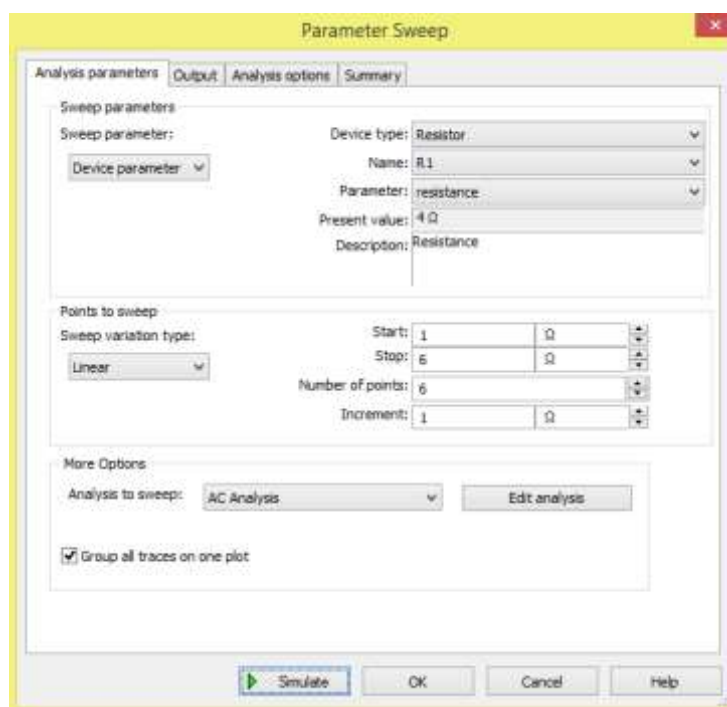 Parameter Sweep
Analysis parameters Output Analysis options Summary
Sweep parameters
Sweep parameter:
Device parameter
Device type: Resistor
Name: R1
Parameter: resistance
Present value: 4 Ω
Description: Resistance
Points to sweep
Sweep variation type:
Linear
Start: 1 Ω
Stop: 6 Ω
Number of points: 6
Increment: 1 Ω
More Options
Analysis to sweep: AC Analysis Edit analysis
Group all traces on one plot
Simulate OK Cancel Help